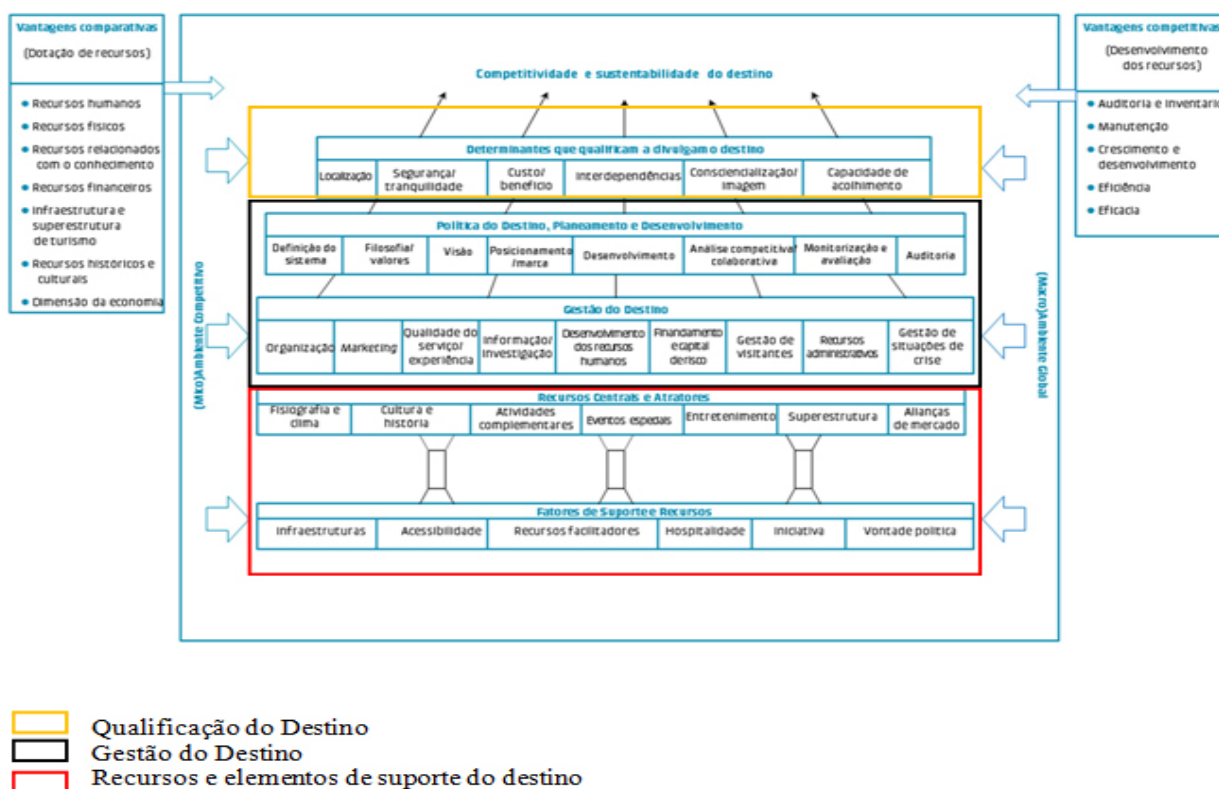 Vantagens comparativas
(Dotação de recursos)
Recursos humanos
Recursos físicos
Recursos relacionados
com o conhecimento
Recursos financeiros
Infraestrutura e
superestrutura
de turismo
Recursos históricos e
culturais
Dimensão da economia
Vantagens competitivas
(Desenvolvimento
dos recursos)
Auditoria e inventário
Manutenção
Crescimento e
desenvolvimento
Eficiência
Eficácia
(Micro)Ambiente Competitivo
(Macro)Ambiente Global
Competitividade e sustentabilidade do destino
Determinantes que qualificam a divulgam o destino
Localização
Segurança/
tranquilidade
Custo/
benefício
Interdependências
Consciencialização/
imagem
Capacidade de
acolhimento
Política do Destino, Planeamento e Desenvolvimento
Definição do
sistema
Filosofia/
valores
Visão
Posicionamento
/marca
Desenvolvimento
Análise competitiva/
colaborativa
Monitorização e
avaliação
Auditoria
Gestão do Destino
Organização
Marketing
Qualidade do
serviço/
experiência
Informação/
Investigação
Desenvolvimento
dos recursos
humanos
Financiamento
e capital
de risco
Gestão de
visitantes
Recursos
administrativos
Gestão de
situações de
crise
Recursos Centrais e Atratores
Fisiografia e
clima
Cultura e
história
Atividades
complementares
Eventos especiais
Entretenimento
Superestrutura
Alianças
de mercado
Fatores de Suporte e Recursos
Infraestruturas
Acessibilidade
Recursos facilitadores
Hospitalidade
Iniciativa
Vontade política
Qualificação do Destino
Gestão do Destino
Recursos e elementos de suporte do destino